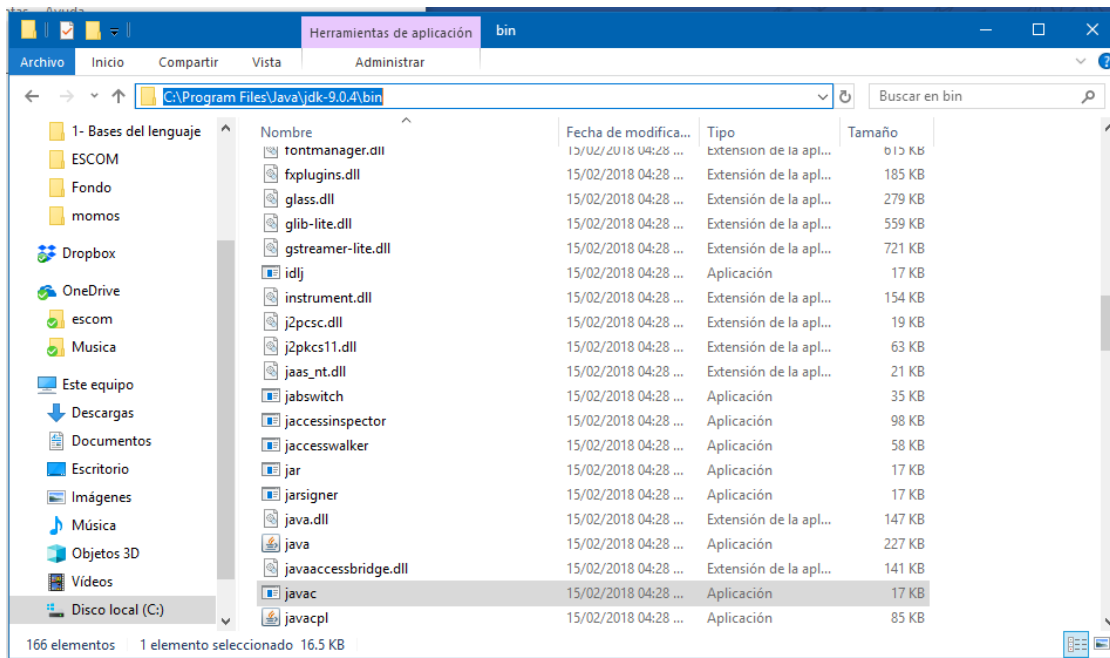 Herramientas de aplicación bin
Archivo Inicio Compartir Vista Administrar
C:\Program Files\Java\jdk-9.0.4\bin Buscar en bin
1- Bases del lenguaje
ESCOM
Fondo
momos
Dropbox
OneDrive
escom
Musica
Este equipo
Descargas
Documentos
Escritorio
Imágenes
Música
Objetos 3D
Vídeos
Disco local (C:)
Nombre Fecha de modifica... Tipo Tamaño
fontmanager.dll 15/02/2018 04:28 ... Extensión de la apl... 615 KB
fxplugins.dll 15/02/2018 04:28 ... Extensión de la apl... 185 KB
glass.dll 15/02/2018 04:28 ... Extensión de la apl... 279 KB
glib-lite.dll 15/02/2018 04:28 ... Extensión de la apl... 559 KB
gstreamer-lite.dll 15/02/2018 04:28 ... Extensión de la apl... 721 KB
idlj 15/02/2018 04:28 ... Aplicación 17 KB
instrument.dll 15/02/2018 04:28 ... Extensión de la apl... 154 KB
j2pcsc.dll 15/02/2018 04:28 ... Extensión de la apl... 19 KB
j2pkcs11.dll 15/02/2018 04:28 ... Extensión de la apl... 63 KB
jaas_nt.dll 15/02/2018 04:28 ... Extensión de la apl... 21 KB
jabswitch 15/02/2018 04:28 ... Aplicación 35 KB
jaccessinspector 15/02/2018 04:28 ... Aplicación 98 KB
jaccesswalker 15/02/2018 04:28 ... Aplicación 58 KB
jar 15/02/2018 04:28 ... Aplicación 17 KB
jarsigner 15/02/2018 04:28 ... Aplicación 17 KB
java.dll 15/02/2018 04:28 ... Extensión de la apl... 147 KB
java 15/02/2018 04:28 ... Aplicación 227 KB
javaaccessbridge.dll 15/02/2018 04:28 ... Extensión de la apl... 141 KB
javac 15/02/2018 04:28 ... Aplicación 17 KB
javacpl 15/02/2018 04:28 ... Aplicación 85 KB
166 elementos 1 elemento seleccionado 16.5 KB